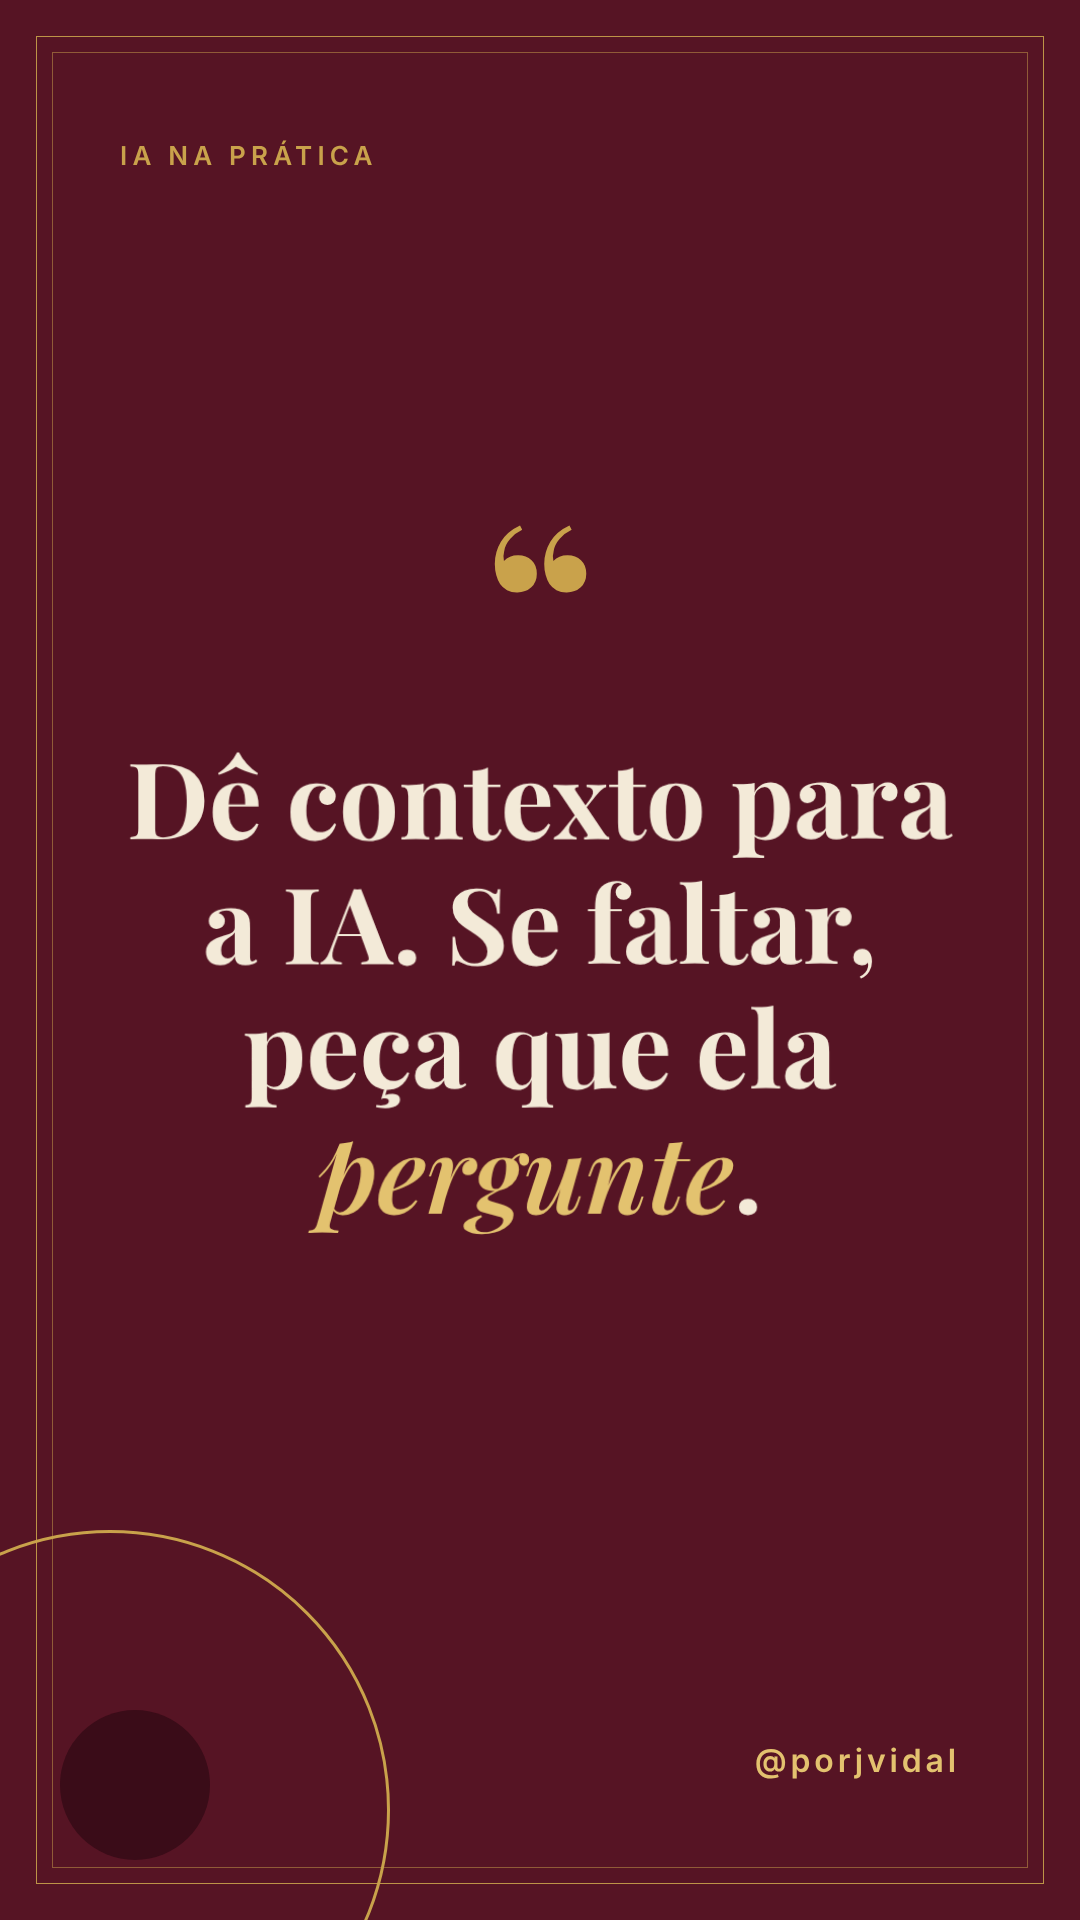 IA NA PRÁTICA
“
Dê contexto para
a IA. Se faltar,
peça que ela
pergunte.
@porjvidal